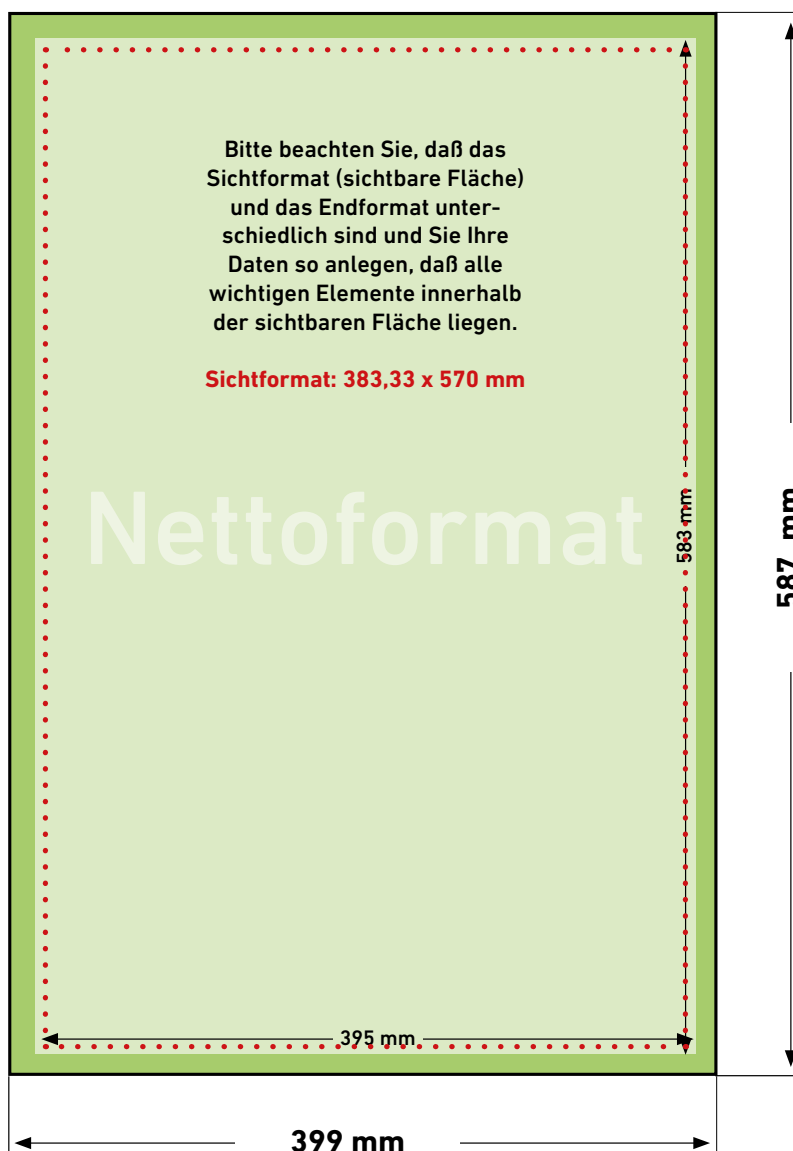 Bitte beachten Sie, daß das
Sichtformat (sichtbare Fläche)
und das Endformat unter-
schiedlich sind und Sie Ihre
Daten so anlegen, daß alle
wichtigen Elemente innerhalb
der sichtbaren Fläche liegen.
Sichtformat: 383,33 x 570 mm
Nettoformat
583 mm
587 mm
395 mm
399 mm